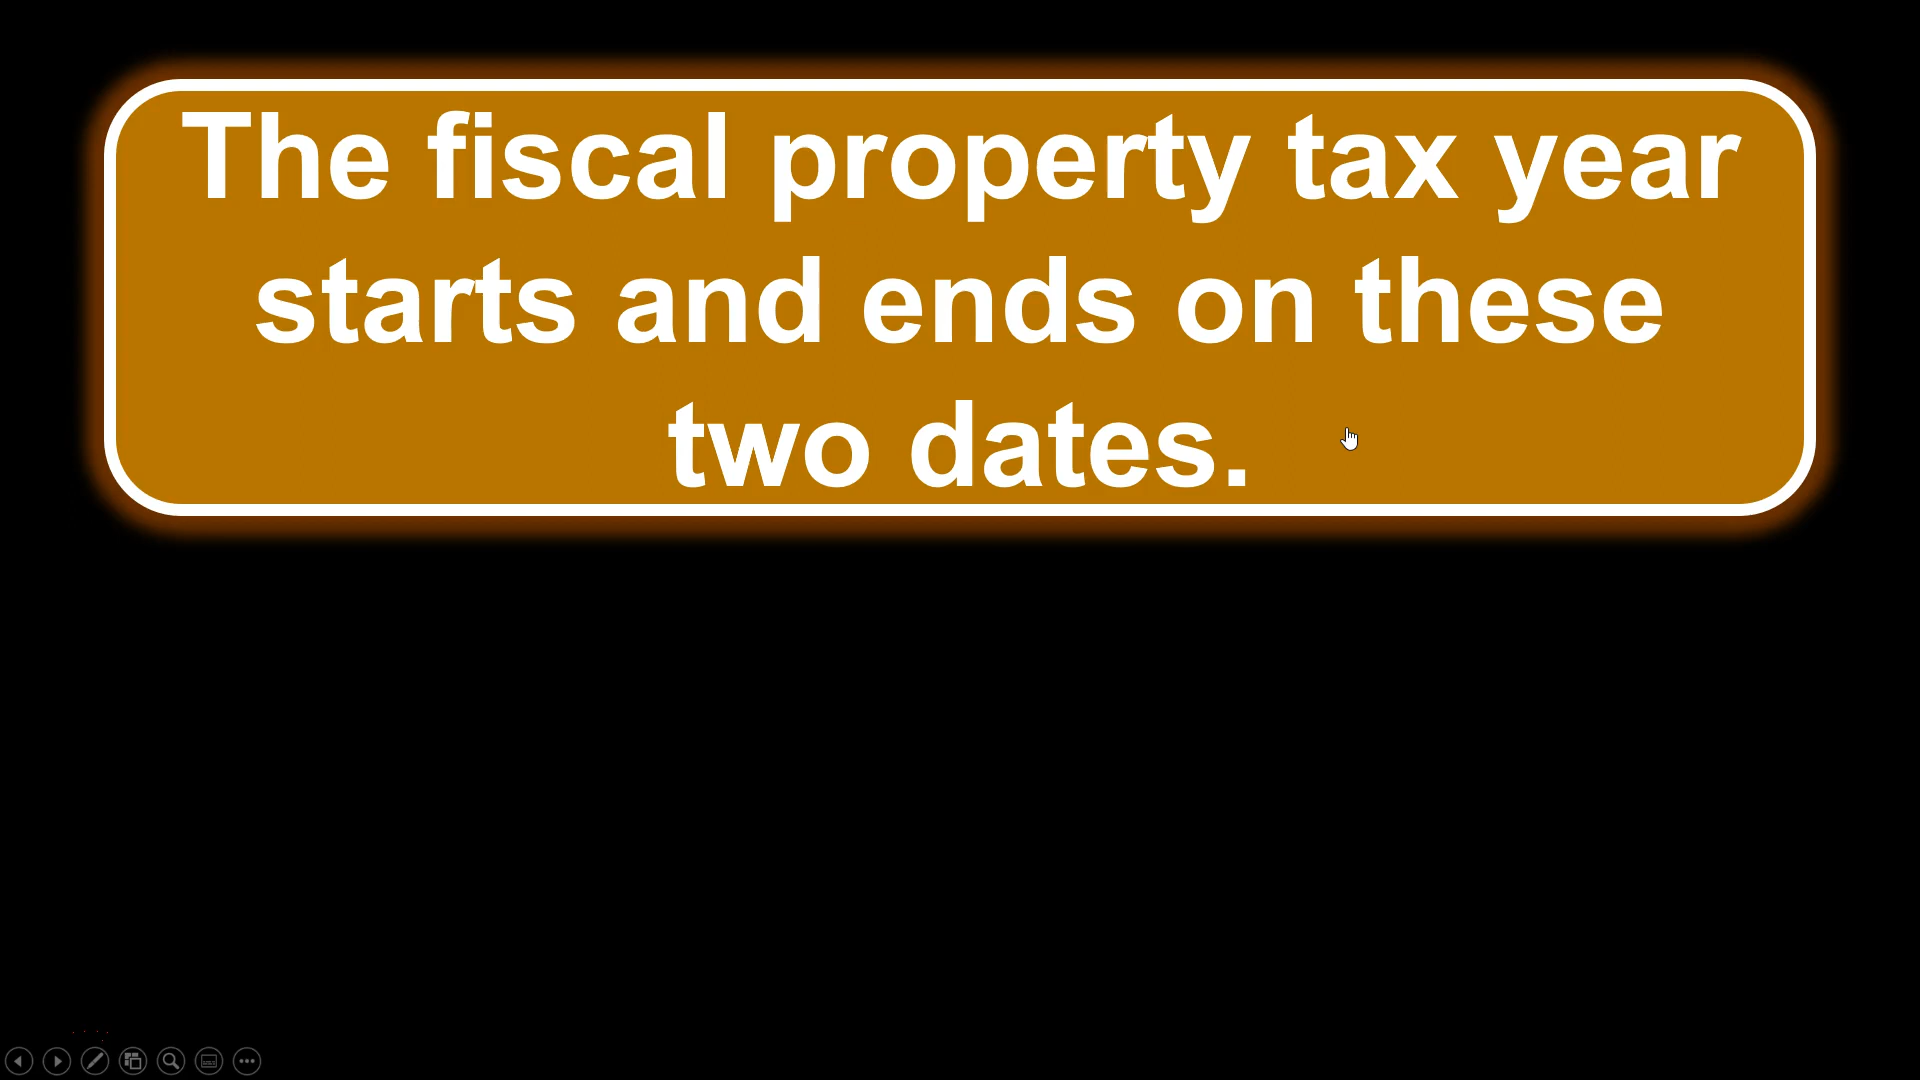 The fiscal property tax year
starts and ends on these
two dates.